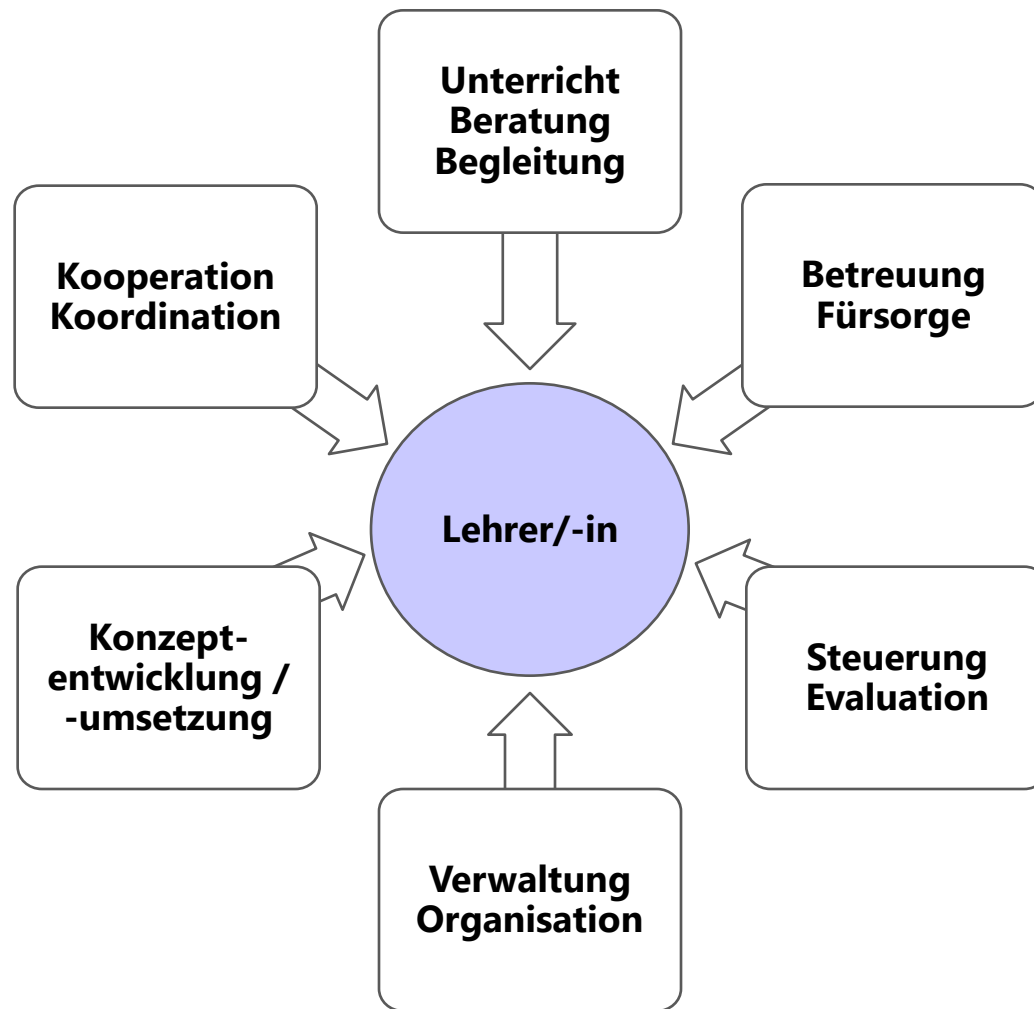 Unterricht
Beratung
Begleitung
Kooperation
Koordination
Betreuung
Fürsorge
Lehrer/-in
Konzept-
entwicklung /
-umsetzung
Steuerung
Evaluation
Verwaltung
Organisation